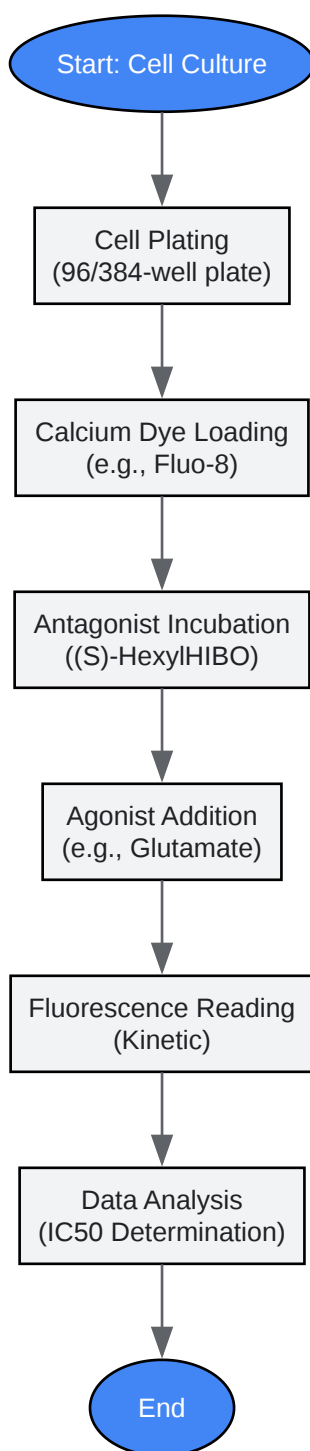 Start: Cell Culture
Cell Plating
(96/384-well plate)
Calcium Dye Loading
(e.g., Fluo-8)
Antagonist Incubation
((S)-HexylHIBO)
Agonist Addition
(e.g., Glutamate)
Fluorescence Reading
(Kinetic)
Data Analysis
(IC50 Determination)
End